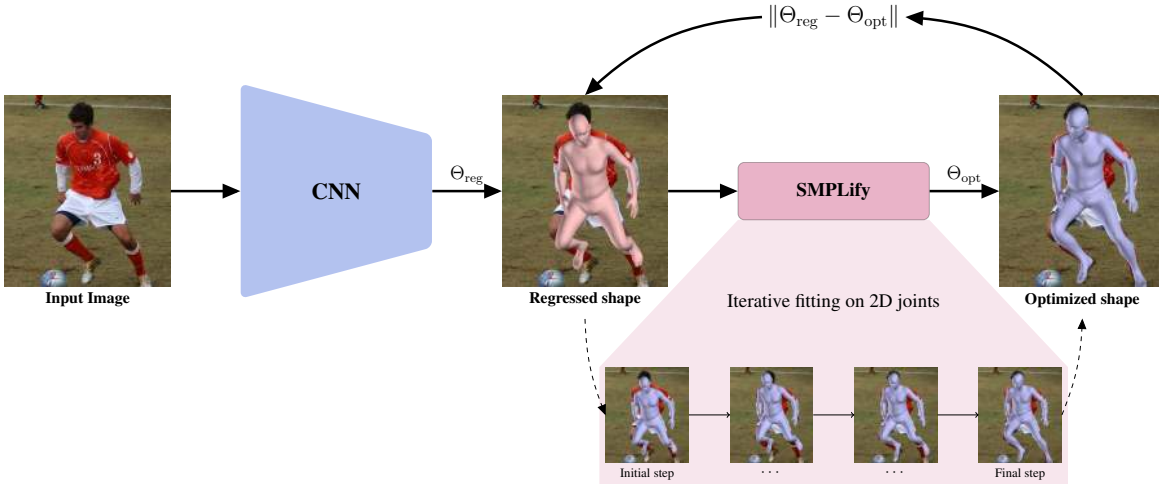 ‖Θreg − Θopt‖
3
CNN
Θreg
SMPLify
Θopt
Input Image
Regressed shape
Iterative fitting on 2D joints
Optimized shape
Initial step
. . .
. . .
Final step